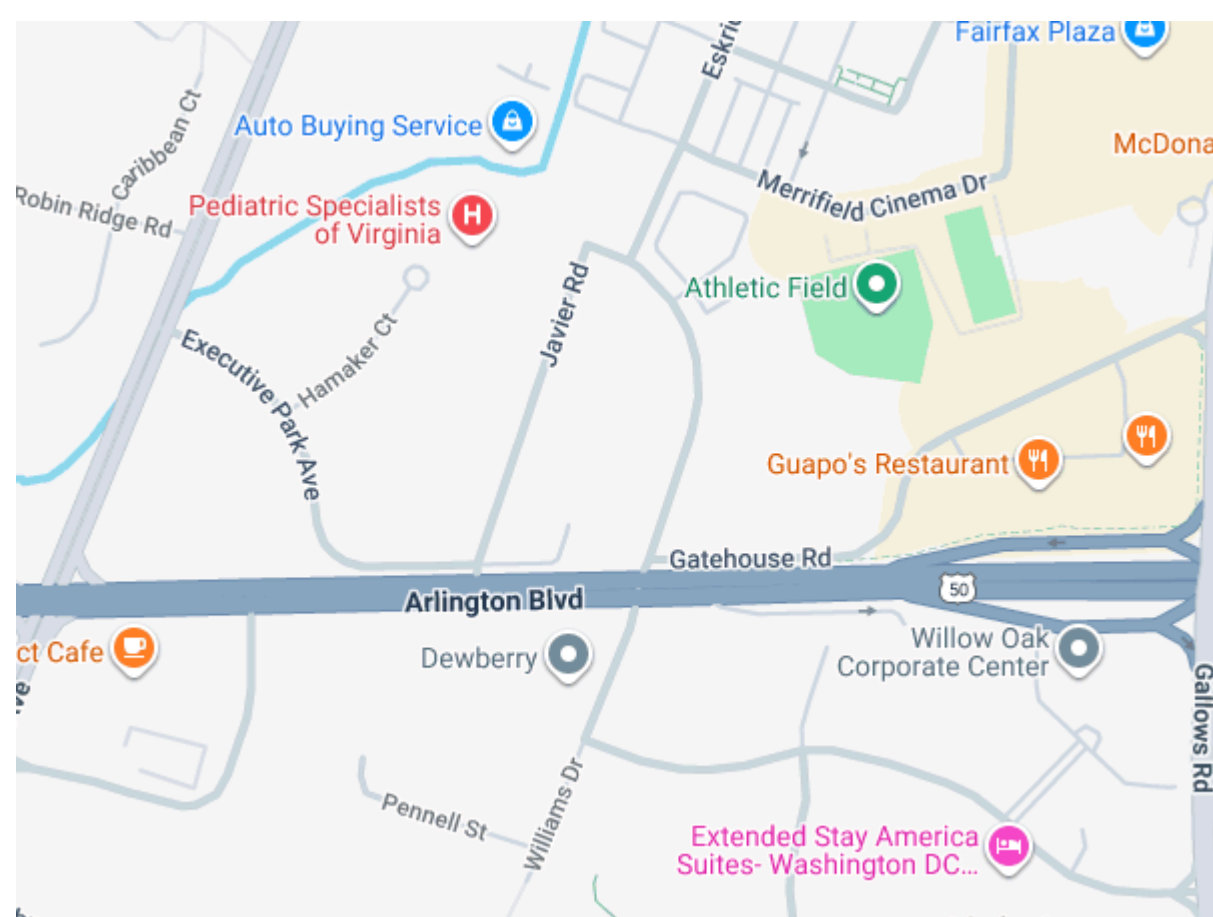 Fairfax Plaza
Auto Buying Service
McDona
Caribbean Ct
Robin Ridge Rd
Pediatric Specialists
of Virginia
Merrifield Cinema Dr
Athletic Field
Javier Rd
Executive Park Ave
Hamaker Ct
Guapo's Restaurant
Gatehouse Rd
Arlington Blvd
50
ct Cafe
Dewberry
Willow Oak
Corporate Center
Gallows Rd
Williams Dr
Pennell St
Extended Stay America
Suites- Washington DC...